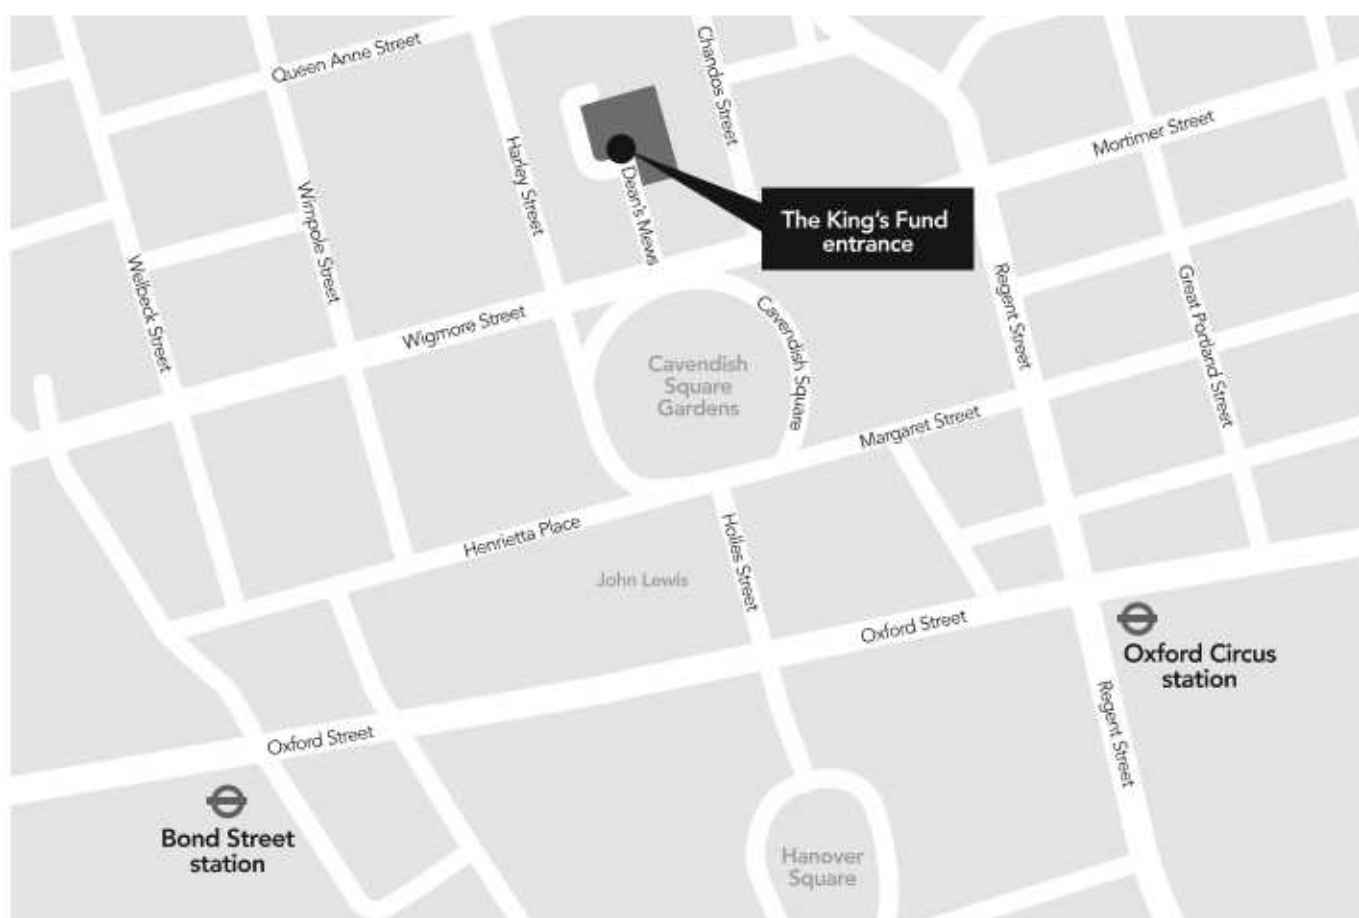 Queen Anne Street
Chandos Street
Mortimer Street
Harley Street
Dean's Mews
Wimpole Street
The King's Fund
entrance
Welbeck Street
Regent Street
Great Portland Street
Wigmore Street
Cavendish Square
Cavendish
Square
Gardens
Margaret Street
Henrietta Place
Holles Street
John Lewis
Oxford Street
Oxford Circus
station
Regent Street
Oxford Street
Bond Street
station
Hanover
Square